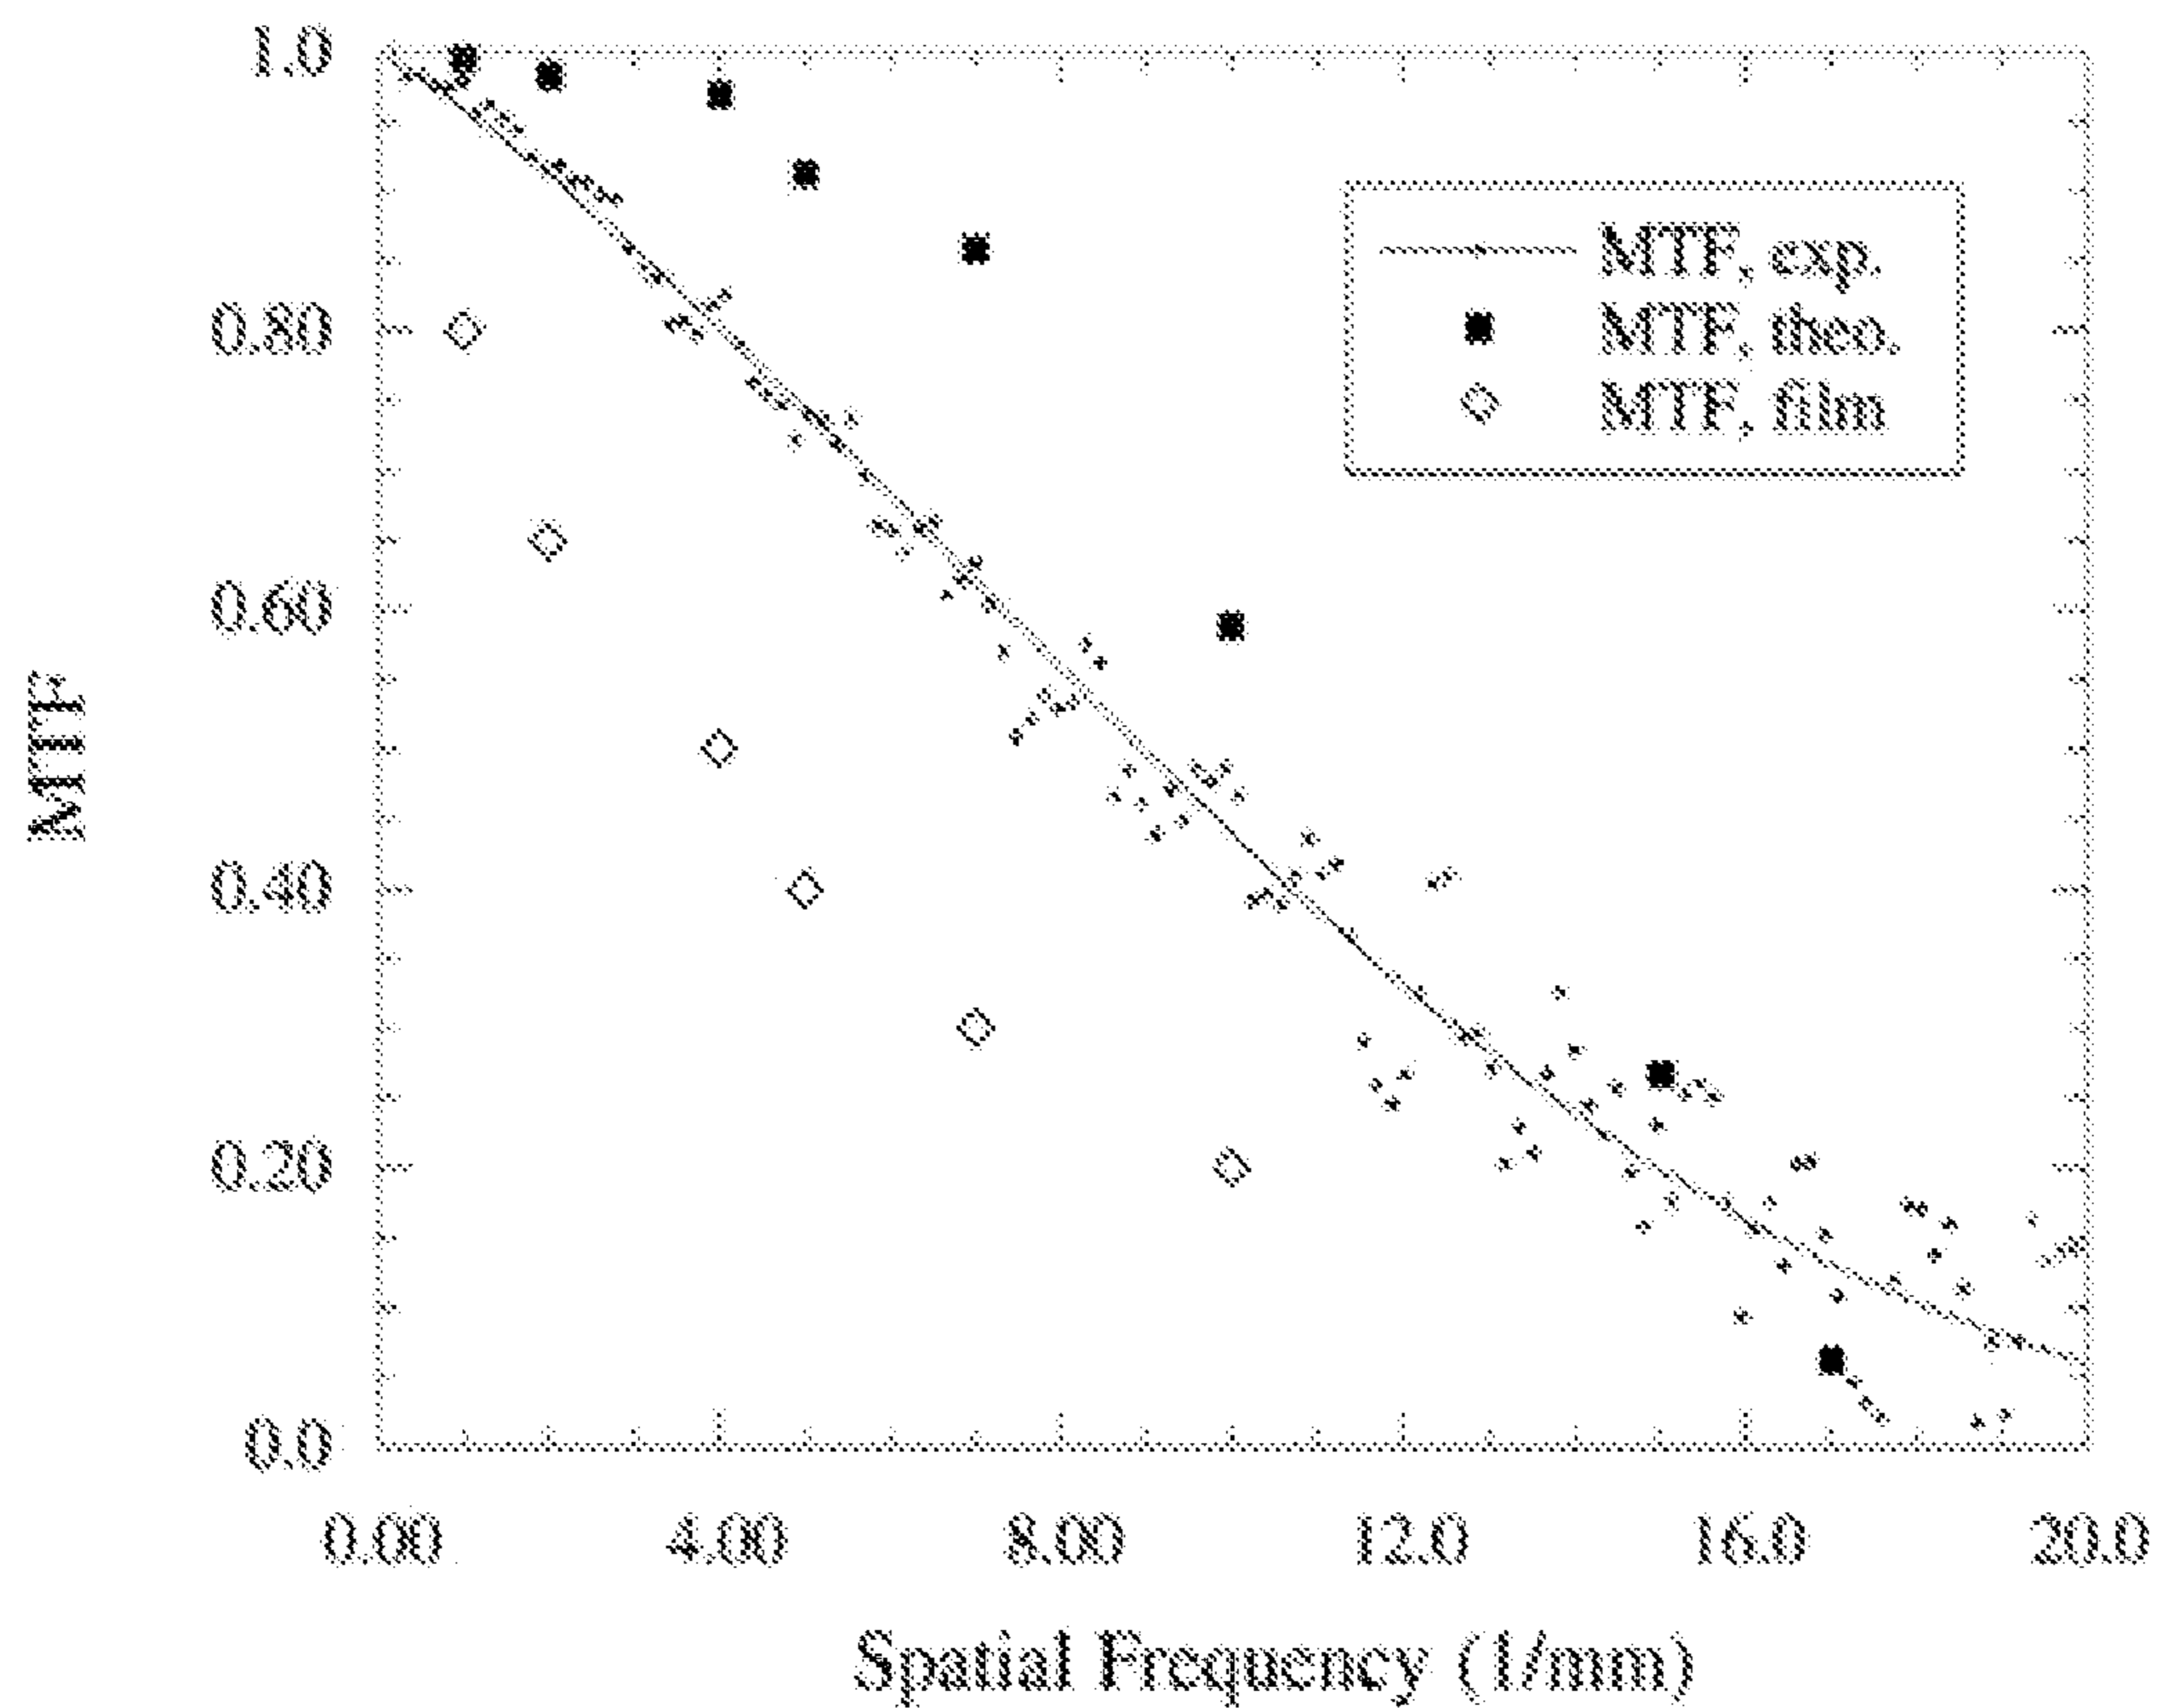 1.0
0.80
0.60
0.40
0.20
0.0
MTF
MTF, exp.
MTF, theo.
MTF, film
0.00 4.00 8.00 12.0 16.0 20.0
Spatial Frequency (1/mm)